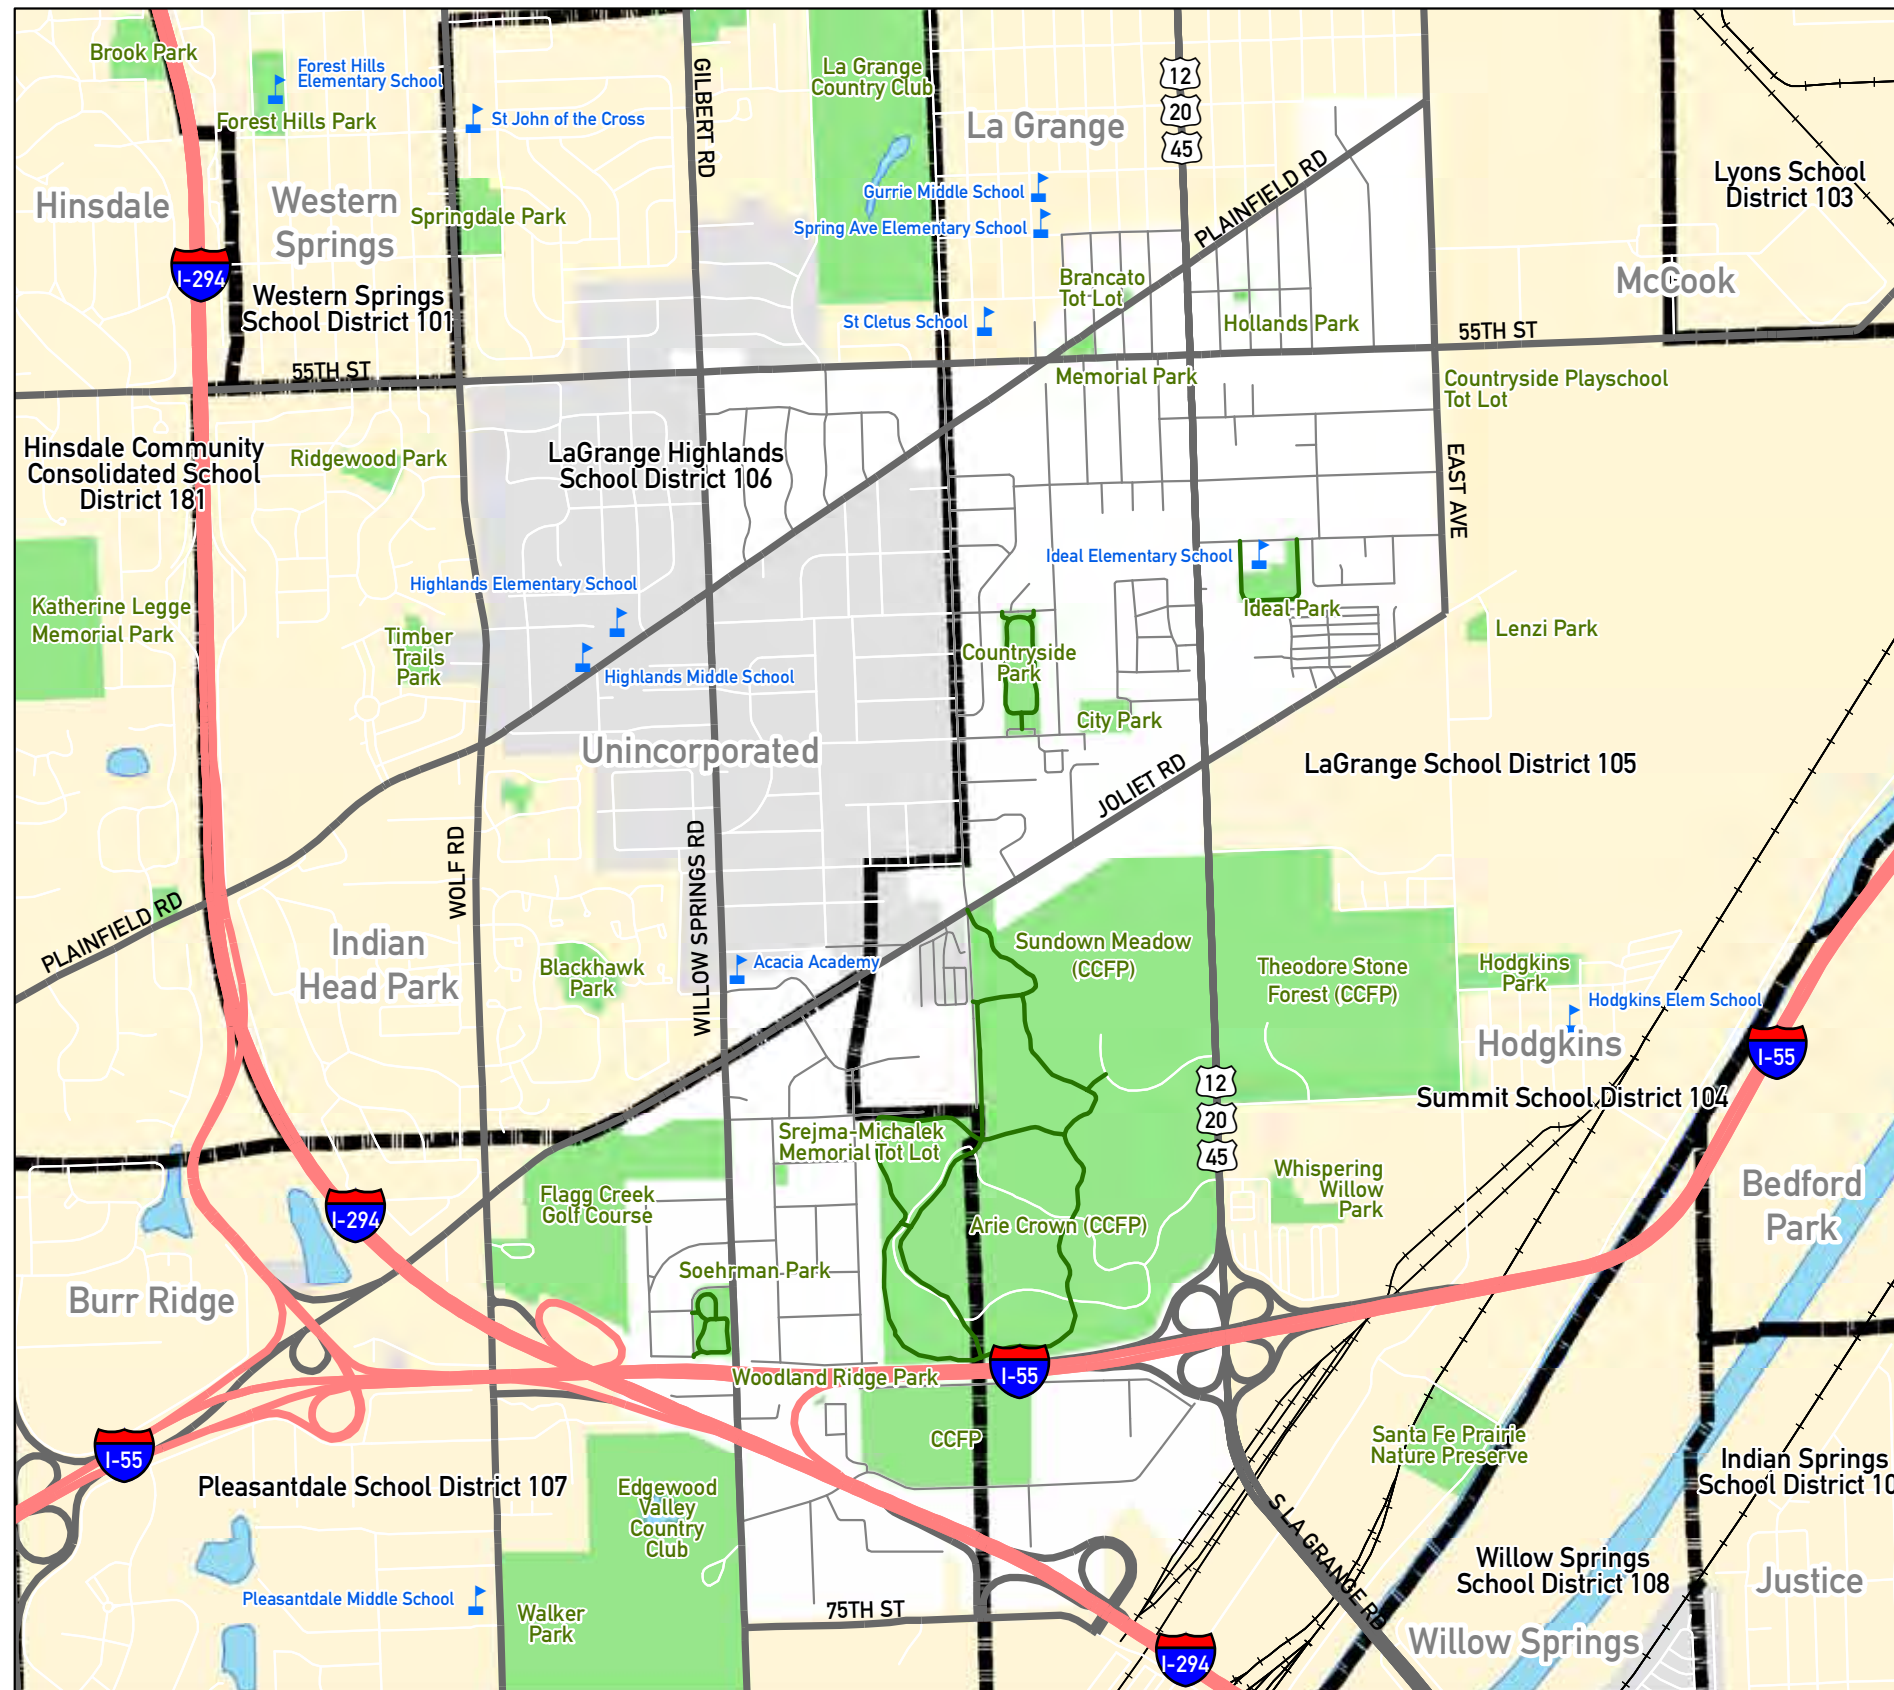 Brook Park
Forest Hills
Elementary School
Forest Hills Park
St John of the Cross
GILBERT RD
La Grange
Country Club
La Grange
12
20
45
PLAINFIELD RD
Lyons School
District 103
Hinsdale
Western
Springs
Springdale Park
Gurrie Middle School
Spring Ave Elementary School
I-294
Western Springs
School District 101
Brancato
Tot Lot
McCook
St Cletus School
Hollands Park
55TH ST
55TH ST
Memorial Park
Countryside Playschool
Tot Lot
Hinsdale Community
Consolidated School
District 181
Ridgewood Park
LaGrange Highlands
School District 106
EAST AVE
Ideal Elementary School
Highlands Elementary School
Katherine Legge
Memorial Park
Timber
Trails
Park
Ideal Park
Lenzi Park
Countryside
Park
Highlands Middle School
City Park
Unincorporated
LaGrange School District 105
JOLIET RD
WOLF RD
WILLOW SPRINGS RD
PLAINFIELD RD
Indian
Head Park
Blackhawk
Park
Acacia Academy
Sundown Meadow
(CCFP)
Theodore Stone
Forest (CCFP)
Hodgkins
Park
Hodgkins Elem School
Hodgkins
I-55
12
20
45
Summit School District 104
Srejma-Michalek
Memorial Tot Lot
Whispering
Willow
Park
Bedford
Park
Flagg Creek
Golf Course
I-294
Arie Crown (CCFP)
Burr Ridge
Soehrman Park
Woodland Ridge Park
I-55
CCFP
I-55
Santa Fe Prairie
Nature Preserve
Indian Springs
School District 10
Pleasantdale School District 107
Edgewood
Valley
Country
Club
S LA GRANGE RD
Willow Springs
School District 108
Justice
Pleasantdale Middle School
Walker
Park
75TH ST
Willow Springs
I-294